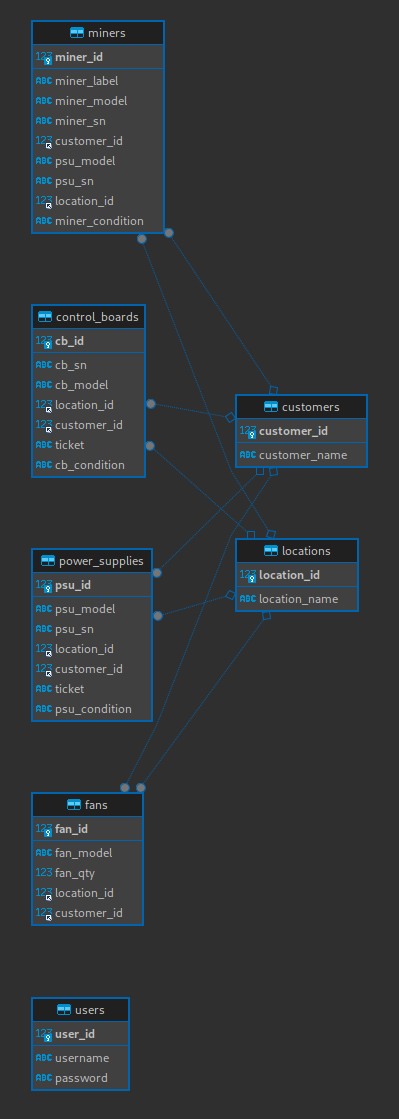 miners
123 miner_id
ABC miner_label
ABC miner_model
ABC miner_sn
123 customer_id
ABC psu_model
ABC psu_sn
123 location_id
ABC miner_condition
control_boards
123 cb_id
ABC cb_sn
ABC cb_model
123 location_id
123 customer_id
ABC ticket
ABC cb_condition
customers
123 customer_id
ABC customer_name
locations
123 location_id
ABC location_name
power_supplies
123 psu_id
ABC psu_model
ABC psu_sn
123 location_id
123 customer_id
ABC ticket
ABC psu_condition
fans
123 fan_id
ABC fan_model
123 fan_qty
123 location_id
123 customer_id
users
123 user_id
ABC username
ABC password